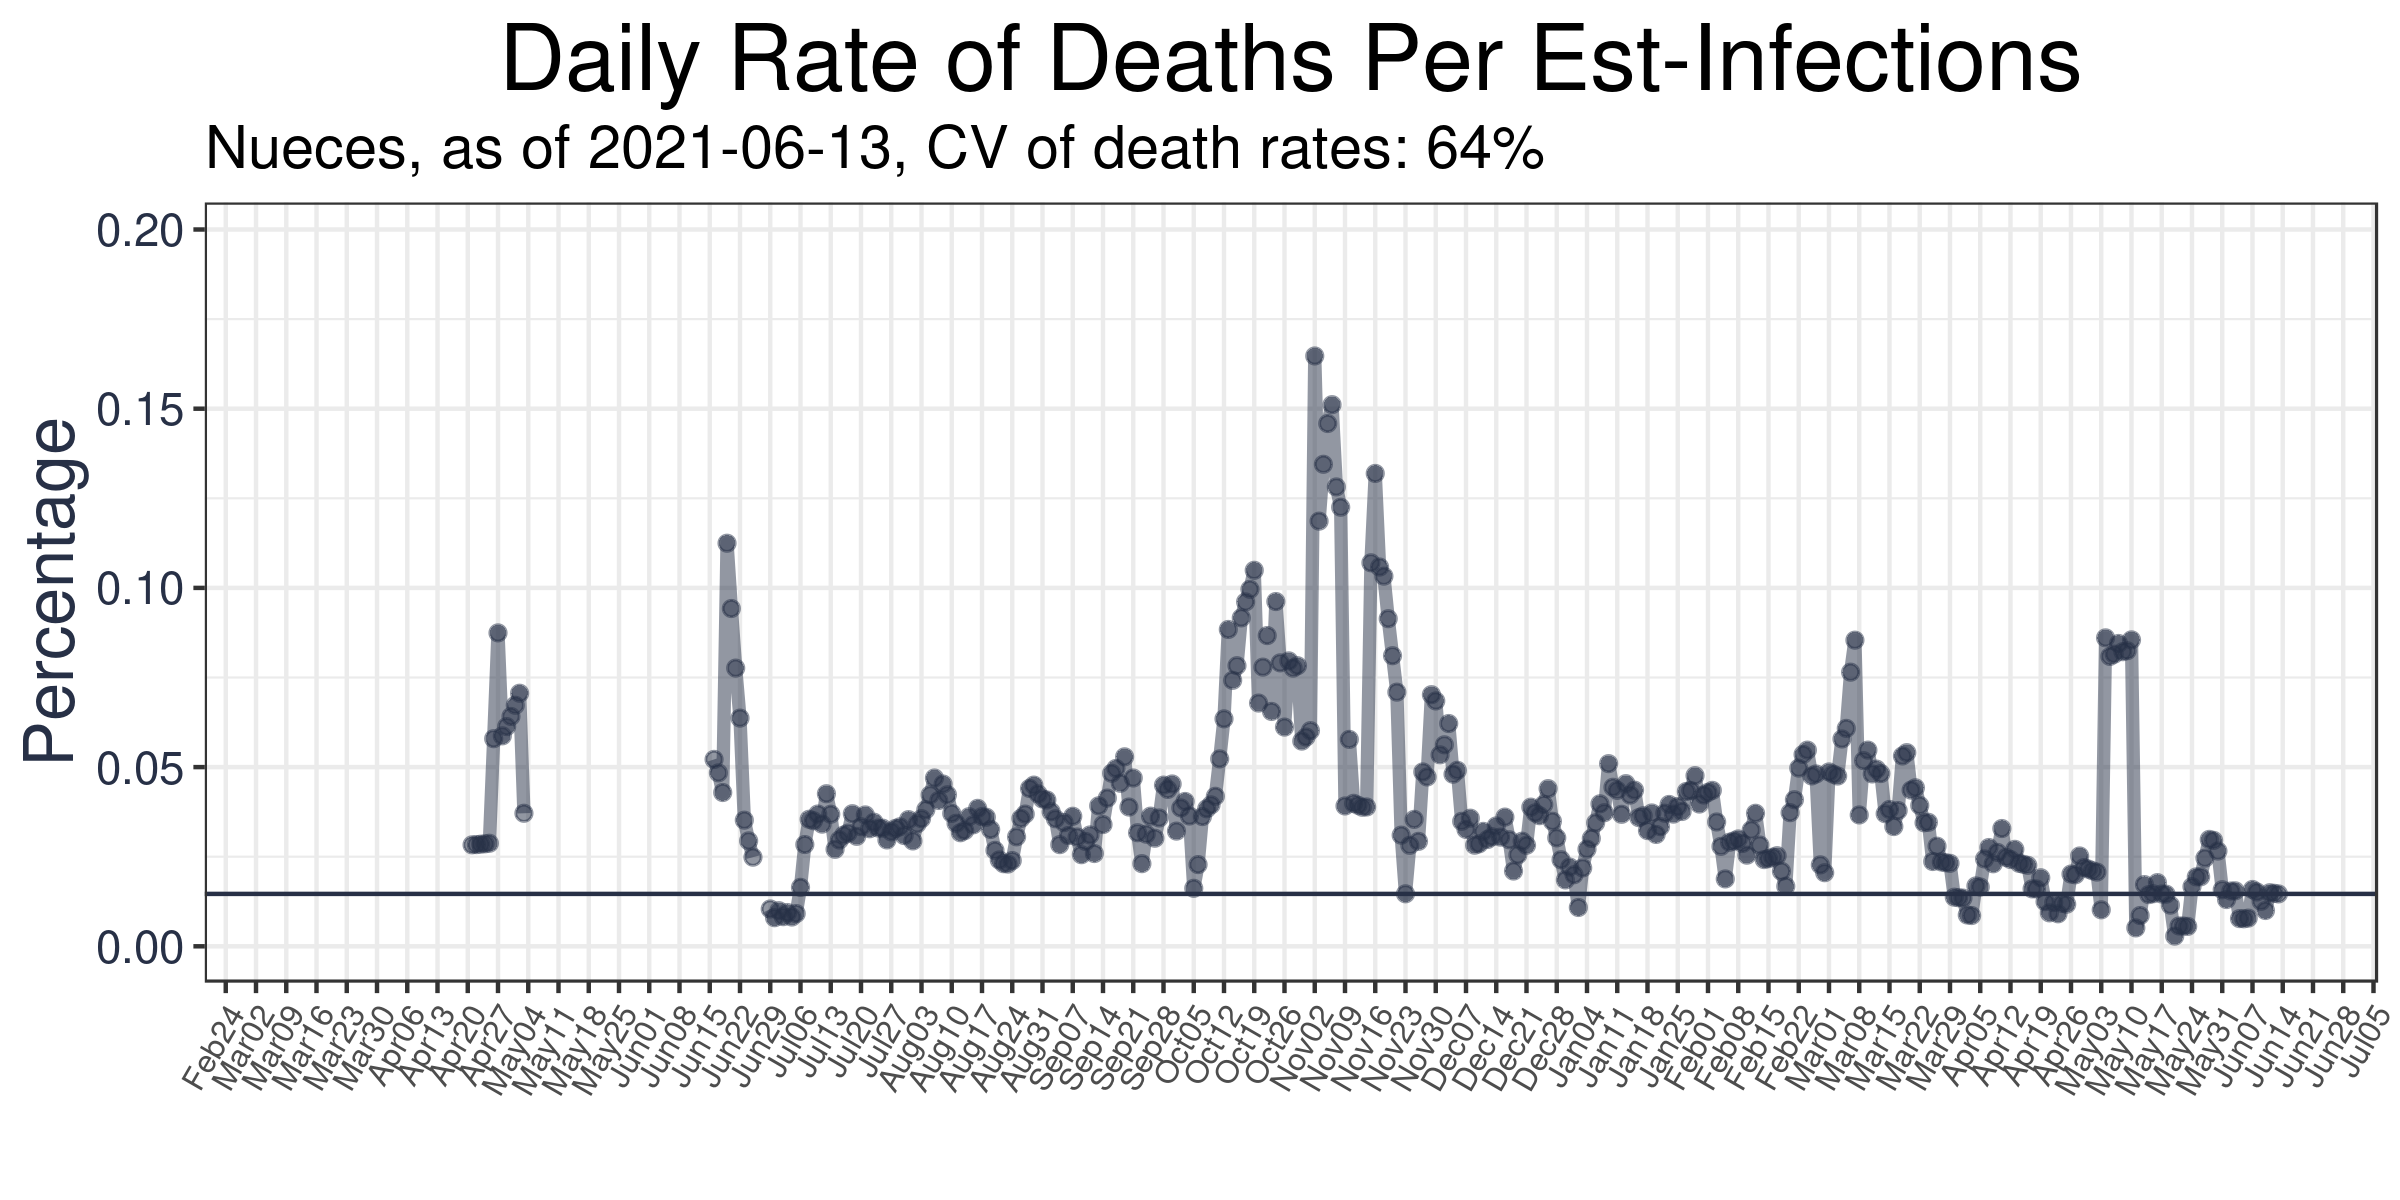 Daily Rate of Deaths Per Est-Infections
Nueces, as of 2021-06-13, CV of death rates: 64%
Percentage
0.20
0.15
0.10
0.05
0.00
Feb24
Mar02
Mar09
Mar16
Mar23
Mar30
Apr06
Apr13
Apr20
Apr27
May04
May11
May18
May25
Jun01
Jun08
Jun15
Jun22
Jun29
Jul06
Jul13
Jul20
Jul27
Aug03
Aug10
Aug17
Aug24
Aug31
Sep07
Sep14
Sep21
Sep28
Oct05
Oct12
Oct19
Oct26
Nov02
Nov09
Nov16
Nov23
Nov30
Dec07
Dec14
Dec21
Dec28
Jan04
Jan11
Jan18
Jan25
Feb01
Feb08
Feb15
Feb22
Mar01
Mar08
Mar15
Mar22
Mar29
Apr05
Apr12
Apr19
Apr26
May03
May10
May17
May24
May31
Jun07
Jun14
Jun21
Jun28
Jul05